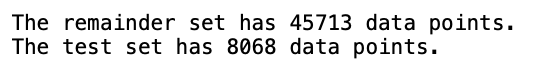 The remainder set has 45713 data points.
The test set has 8068 data points.